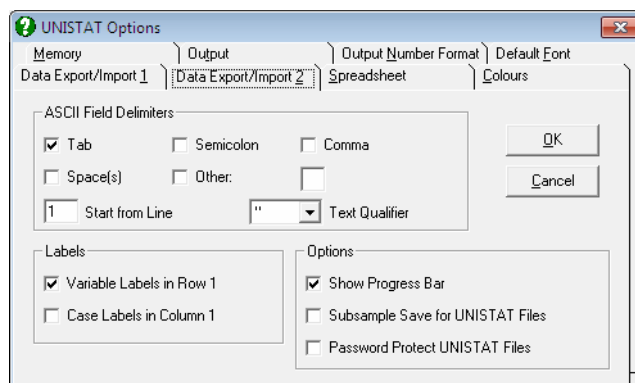 UNISTAT Options
Memory
Output
Output Number Format
Default Font
Data Export/Import 1
Data Export/Import 2
Spreadsheet
Colours
ASCII Field Delimiters
Tab
Semicolon
Comma
Space(s)
Other:
1
Start from Line
"
Text Qualifier
OK
Cancel
Labels
Variable Labels in Row 1
Case Labels in Column 1
Options
Show Progress Bar
Subsample Save for UNISTAT Files
Password Protect UNISTAT Files